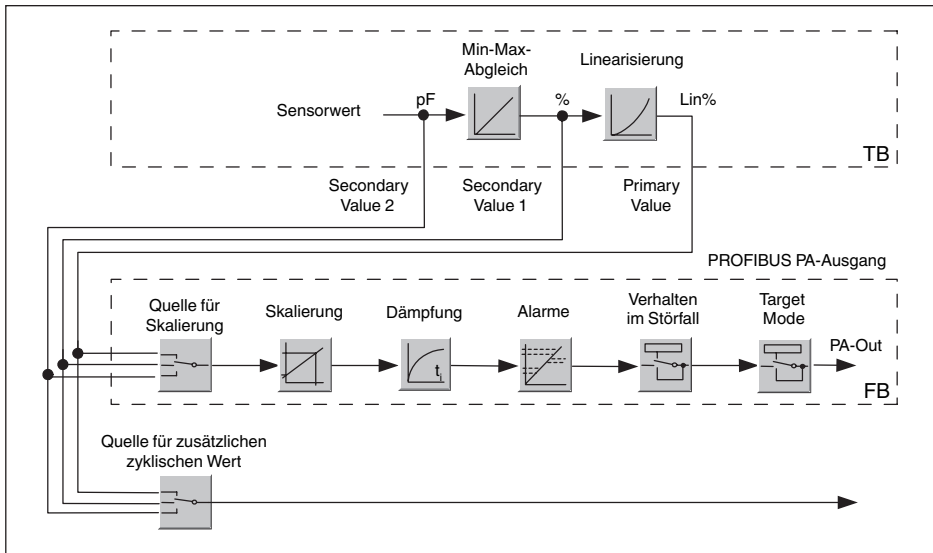 Min-Max-
Abgleich
Linearisierung
Sensorwert
pF
%
Lin%
TB
Secondary
Value 2
Secondary
Value 1
Primary
Value
PROFIBUS PA-Ausgang
Quelle für
Skalierung
Skalierung
Dämpfung
Alarme
Verhalten
im Störfall
Target
Mode
PA-Out
ti
FB
Quelle für zusätzlichen
zyklischen Wert